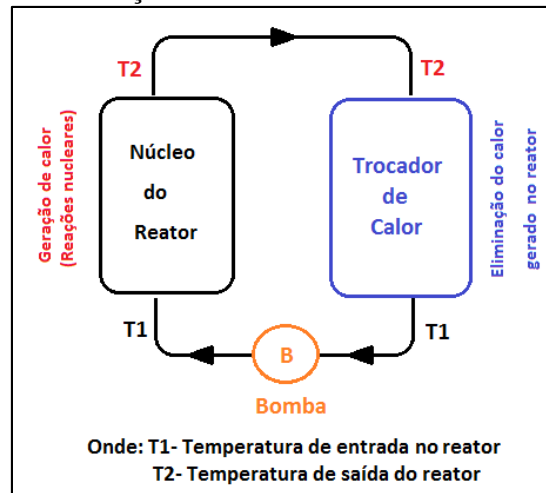 T2
T2
Geração de calor
(Reações nucleares)
Núcleo
do
Reator
Trocador
de
Calor
Eliminação do calor
gerado no reator
T1
T1
B
Bomba
Onde: T1- Temperatura de entrada no reator
T2- Temperatura de saída do reator